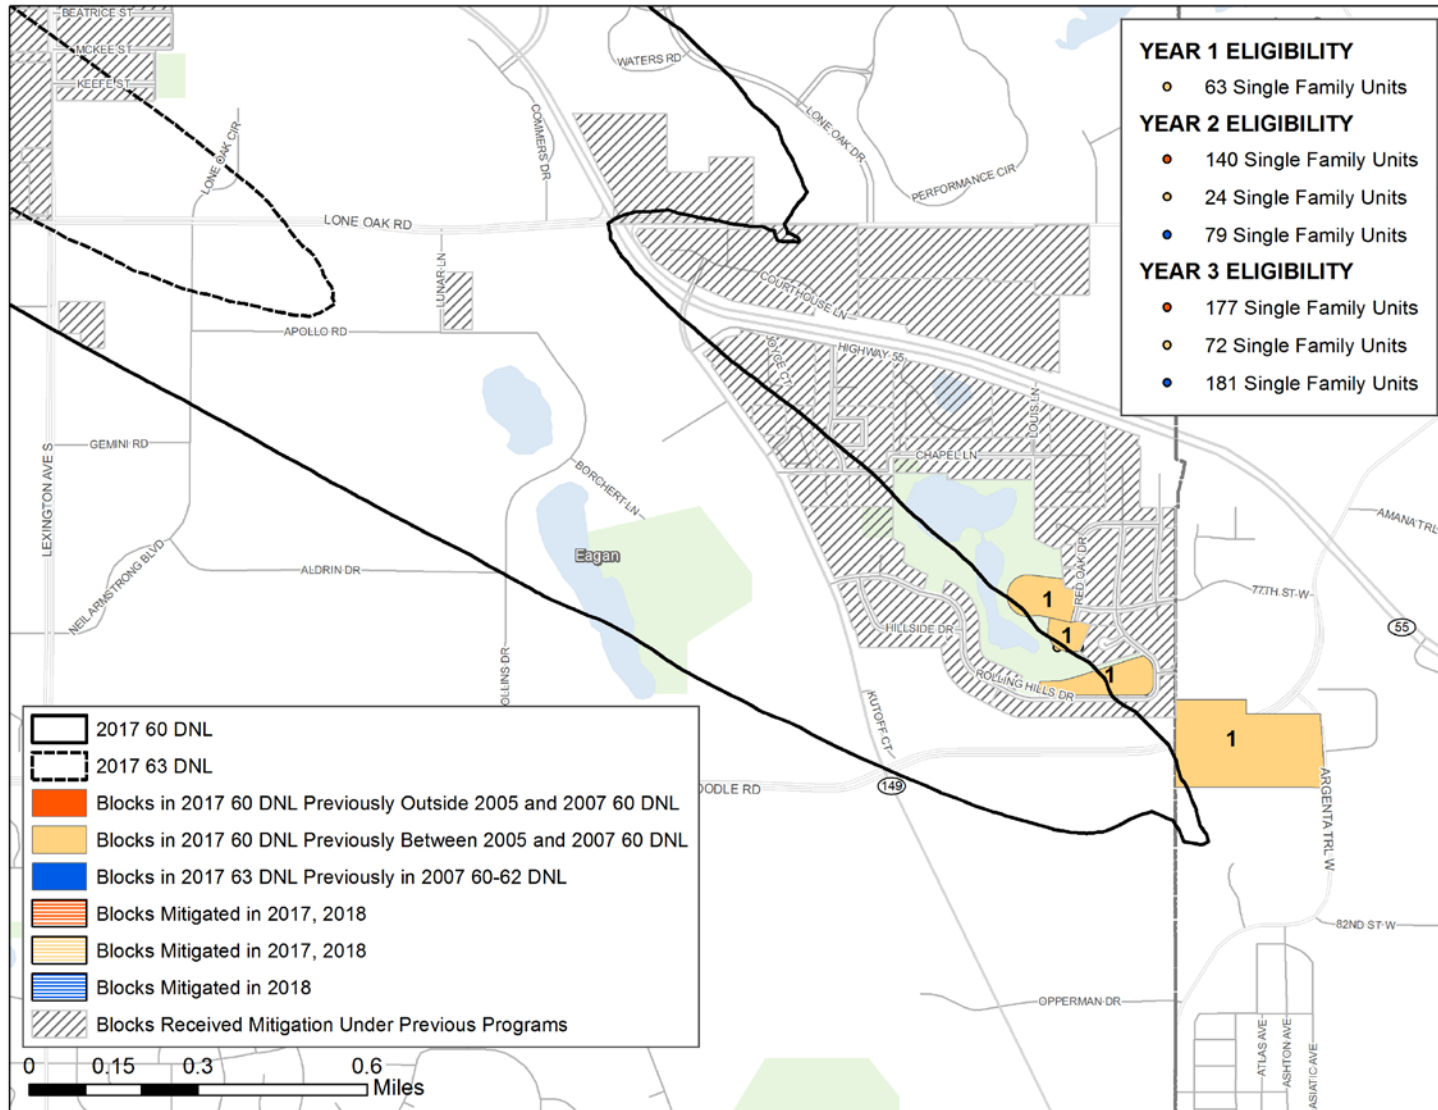 BEATRICE ST
MCKEE ST
KEEFE ST
WATERS RD
LONE OAK DR
COMMERS DR
LONE OAK CIR
PERFORMANCE CIR
LONE OAK RD
YEAR 1 ELIGIBILITY
63 Single Family Units
YEAR 2 ELIGIBILITY
140 Single Family Units
24 Single Family Units
79 Single Family Units
YEAR 3 ELIGIBILITY
177 Single Family Units
72 Single Family Units
181 Single Family Units
LUNAR LN
COURTHOUSE LN
APOLLO RD
HIGHWAY 55
JOYCE CT
LOUIS LN
GEMINI RD
CHAPEL LN
LEXINGTON AVE S
BORCHERT LN
AMANA TRL
Eagan
NEIL ARMSTRONG BLVD
ALDRIN DR
RED OAK DR
77TH ST W
1
HILLSIDE DR
1
55
ROLLING HILLS DR
1
OLLINS DR
KUTOFF CT
1
ARGENTA TRL W
149
OODLE RD
2017 60 DNL
2017 63 DNL
Blocks in 2017 60 DNL Previously Outside 2005 and 2007 60 DNL
Blocks in 2017 60 DNL Previously Between 2005 and 2007 60 DNL
Blocks in 2017 63 DNL Previously in 2007 60-62 DNL
Blocks Mitigated in 2017, 2018
Blocks Mitigated in 2017, 2018
Blocks Mitigated in 2018
Blocks Received Mitigation Under Previous Programs
82ND ST W
OPPERMAN DR
ATLAS AVE
ASHTON AVE
ASIATIC AVE
0 0.15 0.3 0.6
Miles